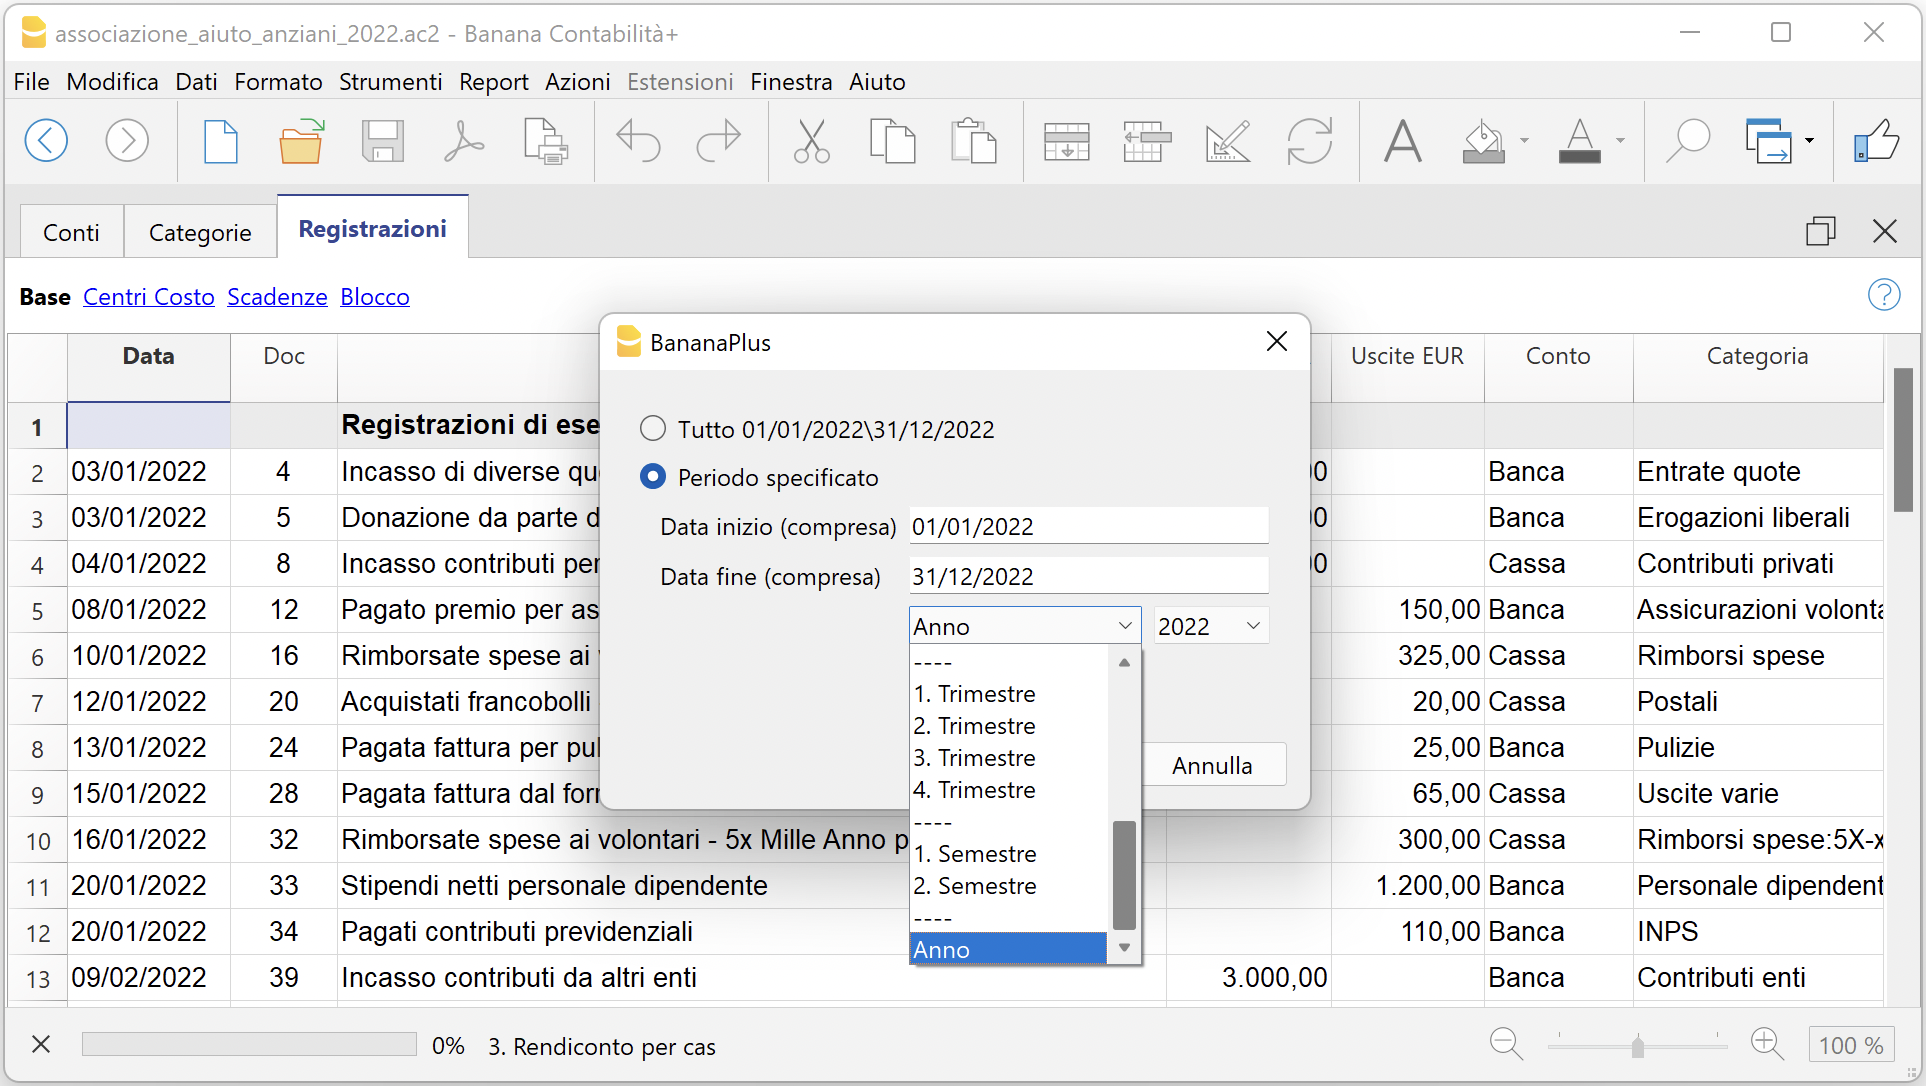 associazione_aiuto_anziani_2022.ac2 - Banana Contabilità+
File Modifica Dati Formato Strumenti Report Azioni Estensioni Finestra Aiuto
Conti Categorie Registrazioni
Base Centri Costo Scadenze Blocco
Data Doc Uscite EUR Conto Categoria
BananaPlus
Tutto 01/01/2022\31/12/2022
Periodo specificato
Data inizio (compresa) 01/01/2022
Data fine (compresa) 31/12/2022
Anno 2022
----
1. Trimestre
2. Trimestre
3. Trimestre
4. Trimestre
----
1. Semestre
2. Semestre
----
Anno
Annulla
1 Registrazioni di ese
2 03/01/2022 4 Incasso di diverse qu 00 Banca Entrate quote
3 03/01/2022 5 Donazione da parte d 00 Banca Erogazioni liberali
4 04/01/2022 8 Incasso contributi per 00 Cassa Contributi privati
5 08/01/2022 12 Pagato premio per as 150,00 Banca Assicurazioni volonta
6 10/01/2022 16 Rimborsate spese ai 325,00 Cassa Rimborsi spese
7 12/01/2022 20 Acquistati francobolli 20,00 Cassa Postali
8 13/01/2022 24 Pagata fattura per pul 25,00 Banca Pulizie
9 15/01/2022 28 Pagata fattura dal for 65,00 Cassa Uscite varie
10 16/01/2022 32 Rimborsate spese ai volontari - 5x Mille Anno p 300,00 Cassa Rimborsi spese:5X-x
11 20/01/2022 33 Stipendi netti personale dipendente 1.200,00 Banca Personale dipendent
12 20/01/2022 34 Pagati contributi previdenziali 110,00 Banca INPS
13 09/02/2022 39 Incasso contributi da altri enti 3.000,00 Banca Contributi enti
0% 3. Rendiconto per cas
100 %